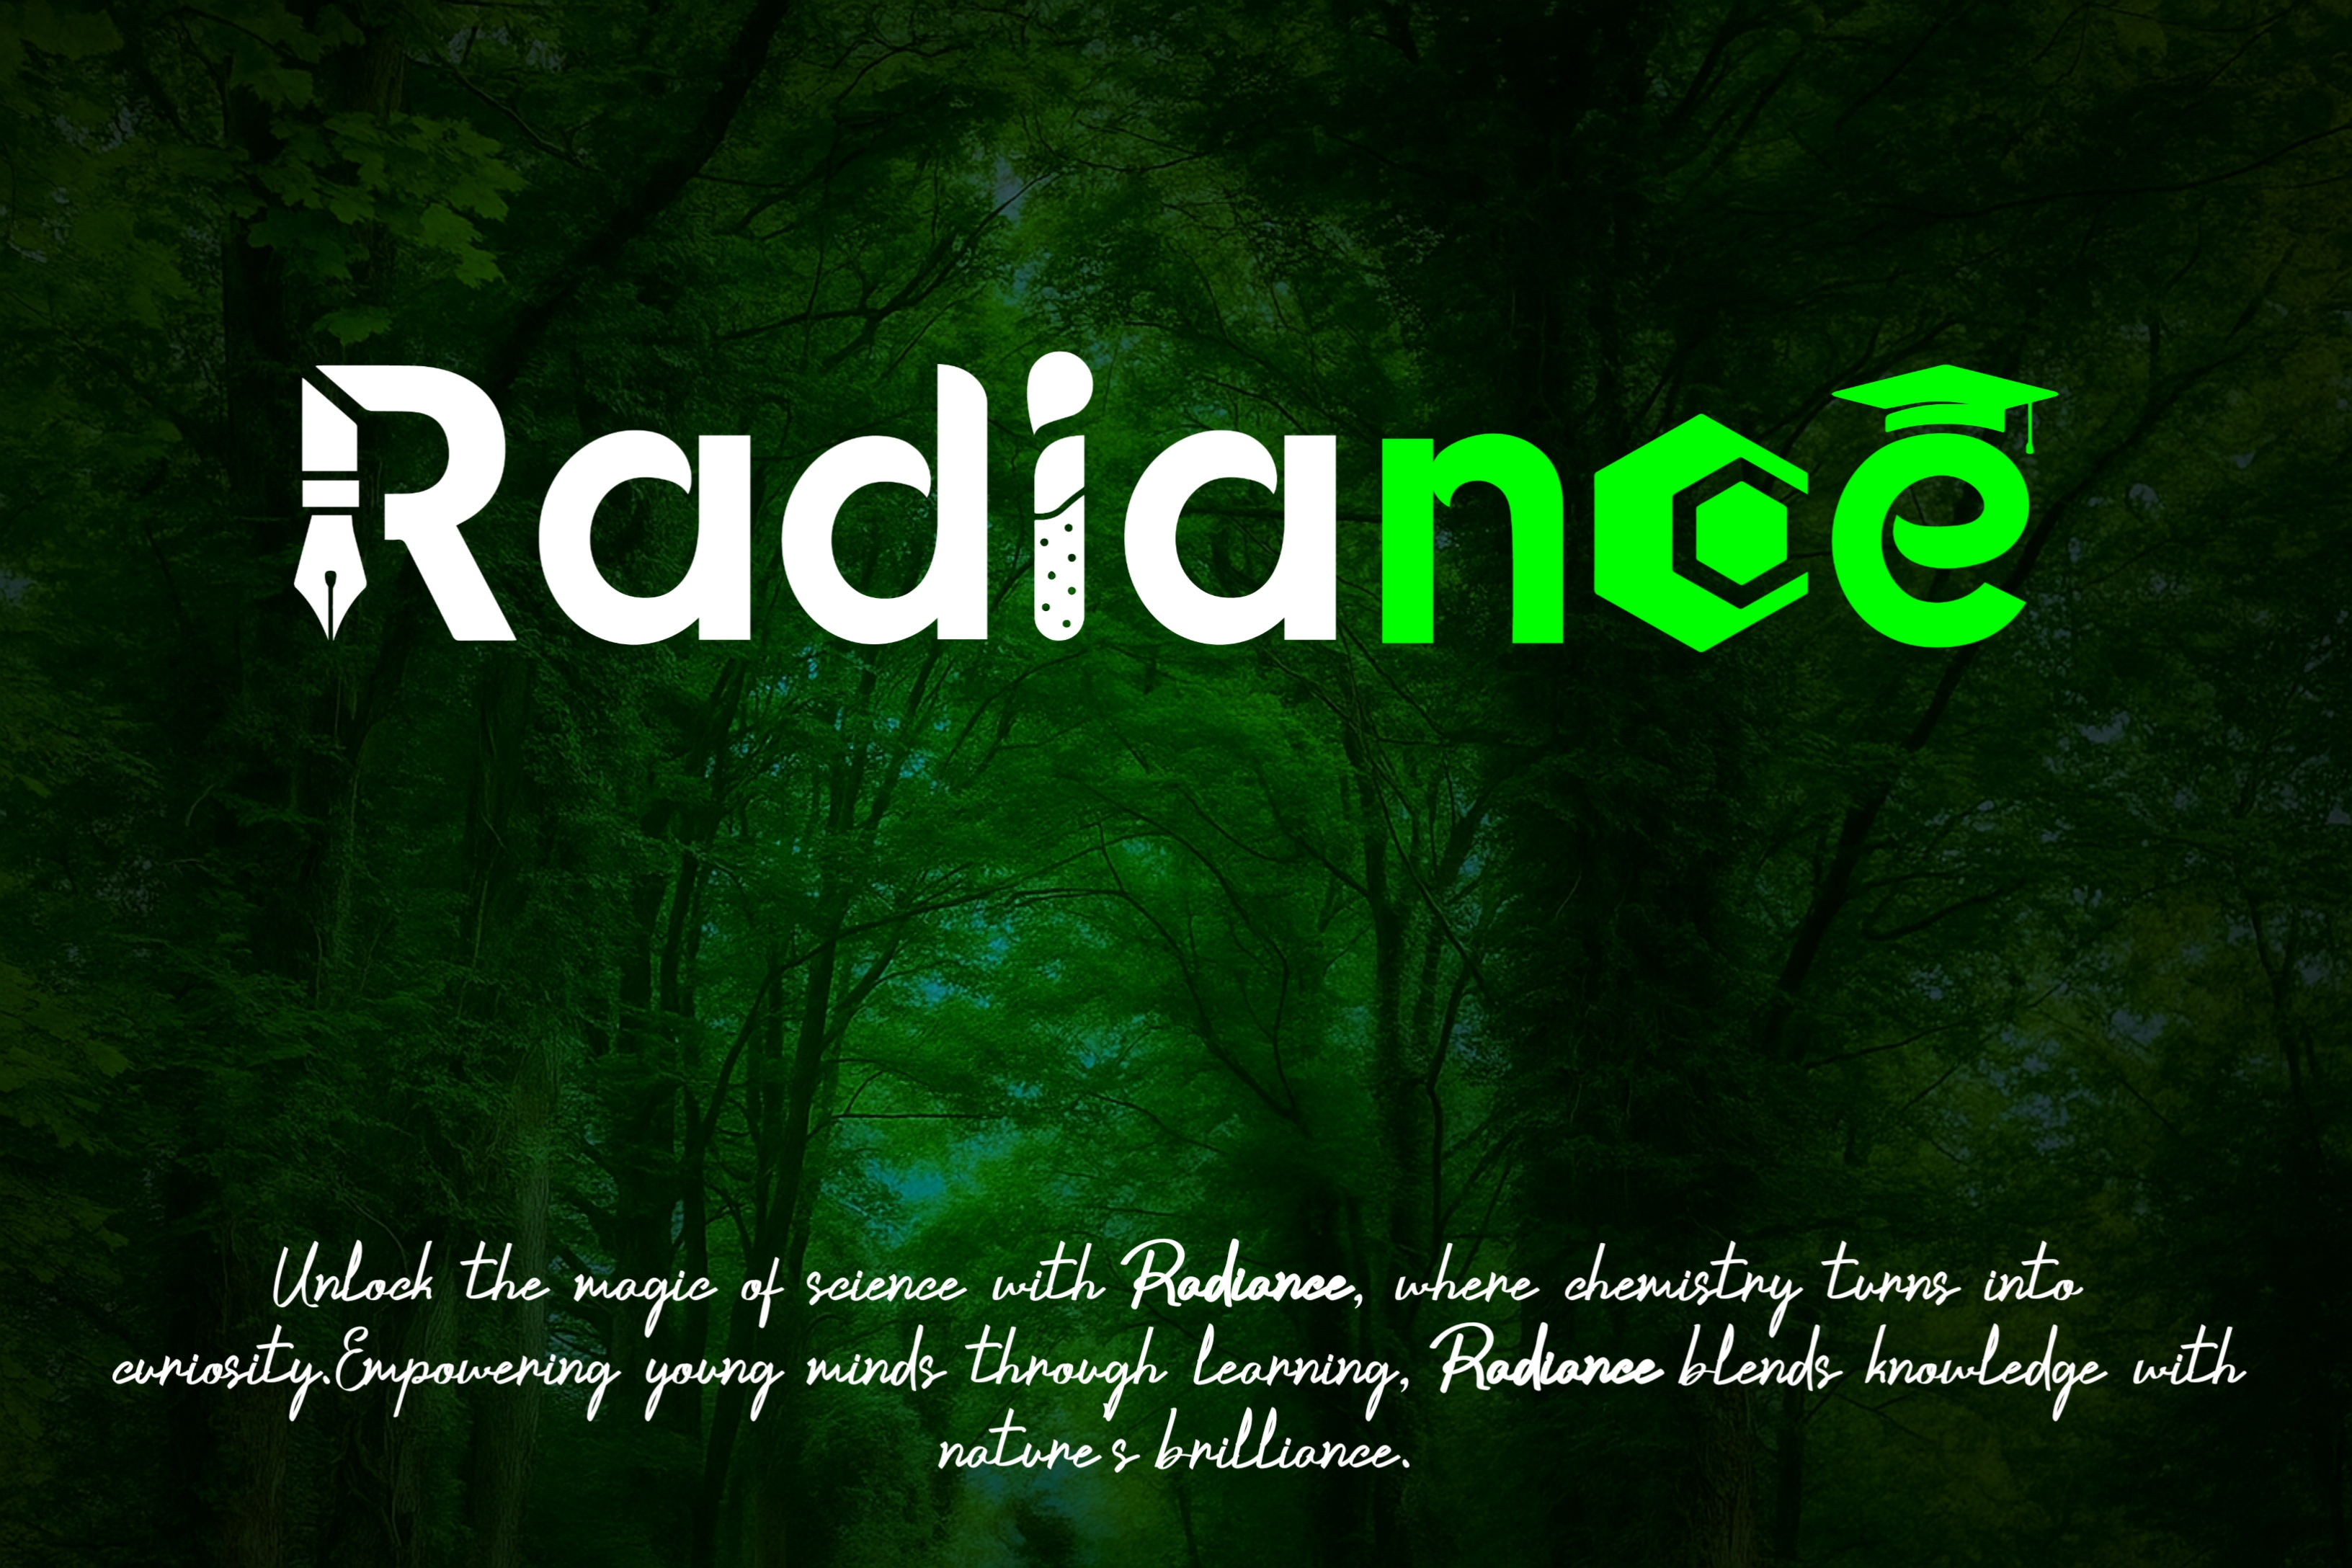 Radiance
Unlock the magic of science with Radiance, where chemistry turns into
curiosity.Empowering young minds through learning, Radiance blends knowledge with
nature's brilliance.